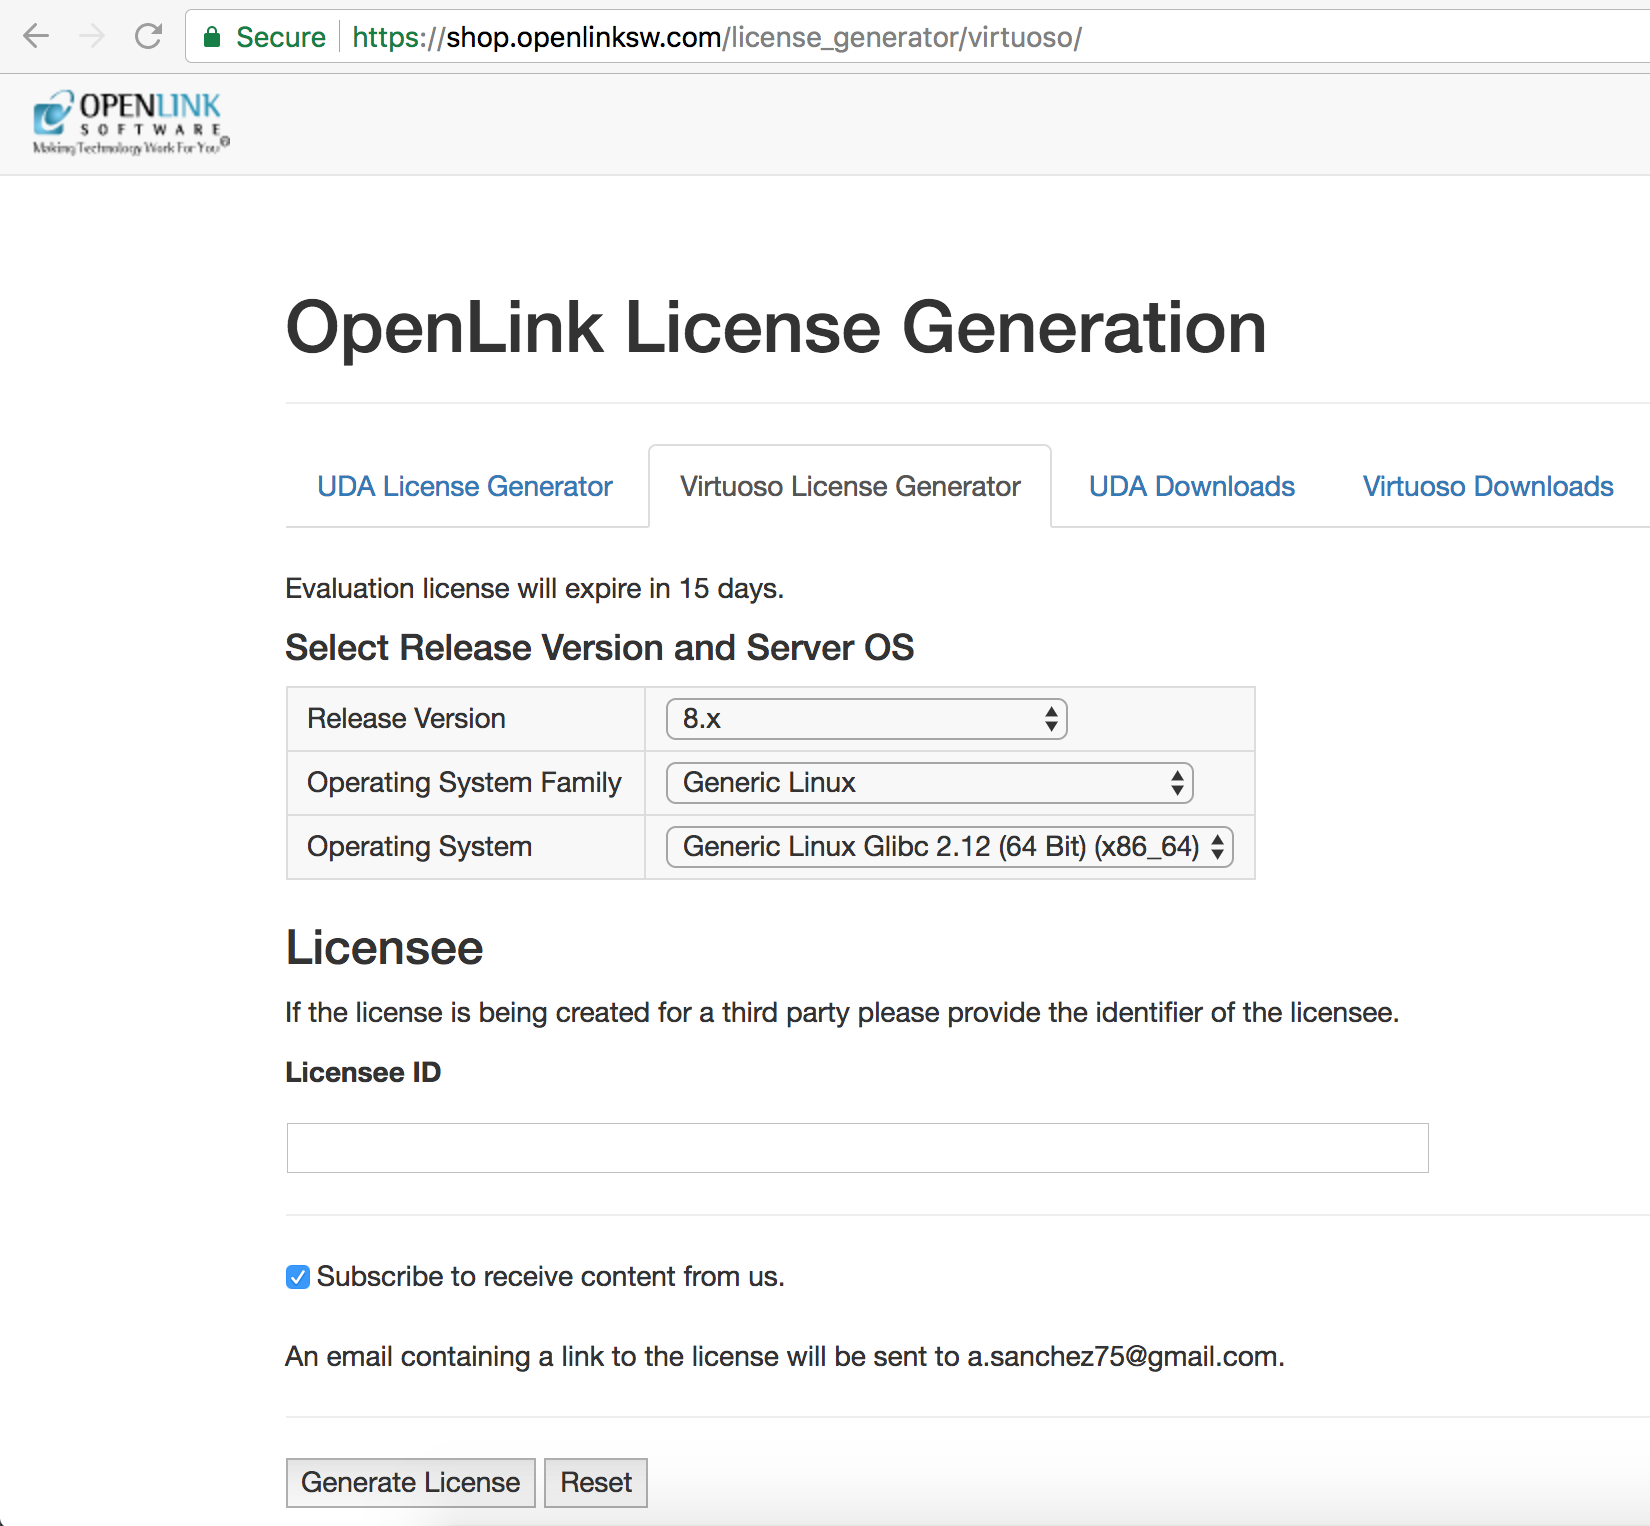 Secure https://shop.openlinksw.com/license_generator/virtuoso/
OPENLINK
SOFTWARE
Making Technology Work For You®
OpenLink License Generation
UDA License Generator Virtuoso License Generator UDA Downloads Virtuoso Downloads
Evaluation license will expire in 15 days.
Select Release Version and Server OS
Release Version 8.x
Operating System Family Generic Linux
Operating System Generic Linux Glibc 2.12 (64 Bit) (x86_64)
Licensee
If the license is being created for a third party please provide the identifier of the licensee.
Licensee ID
Subscribe to receive content from us.
An email containing a link to the license will be sent to a.sanchez75@gmail.com.
Generate License Reset